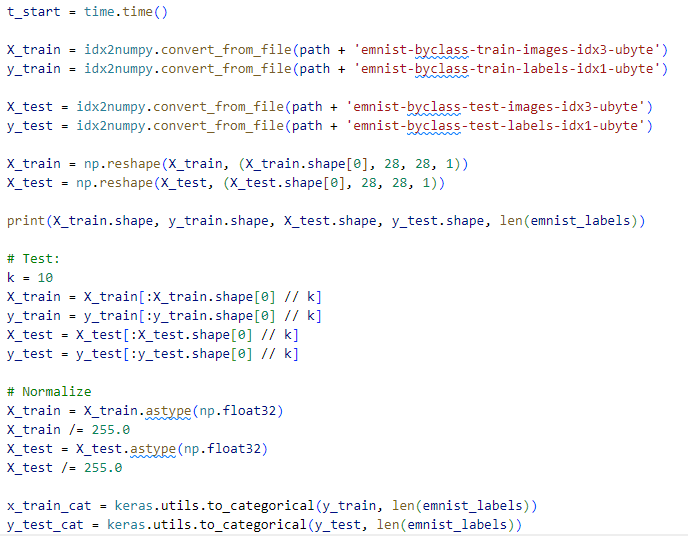 t_start = time.time()
X_train = idx2numpy.convert_from_file(path + 'emnist-byclass-train-images-idx3-ubyte')
y_train = idx2numpy.convert_from_file(path + 'emnist-byclass-train-labels-idx1-ubyte')
X_test = idx2numpy.convert_from_file(path + 'emnist-byclass-test-images-idx3-ubyte')
y_test = idx2numpy.convert_from_file(path + 'emnist-byclass-test-labels-idx1-ubyte')
X_train = np.reshape(X_train, (X_train.shape[0], 28, 28, 1))
X_test = np.reshape(X_test, (X_test.shape[0], 28, 28, 1))
print(X_train.shape, y_train.shape, X_test.shape, y_test.shape, len(emnist_labels))
# Test:
k = 10
X_train = X_train[:X_train.shape[0] // k]
y_train = y_train[:y_train.shape[0] // k]
X_test = X_test[:X_test.shape[0] // k]
y_test = y_test[:y_test.shape[0] // k]
# Normalize
X_train = X_train.astype(np.float32)
X_train /= 255.0
X_test = X_test.astype(np.float32)
X_test /= 255.0
x_train_cat = keras.utils.to_categorical(y_train, len(emnist_labels))
y_test_cat = keras.utils.to_categorical(y_test, len(emnist_labels))